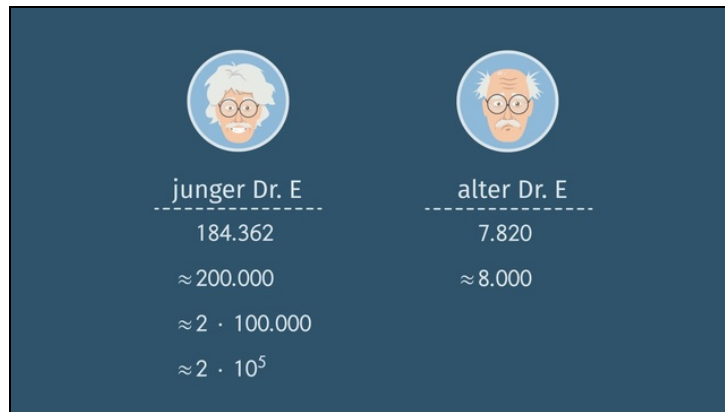 junger Dr. E
184.362
≈ 200.000
≈ 2 · 100.000
≈ 2 · 10⁵
alter Dr. E
7.820
≈ 8.000